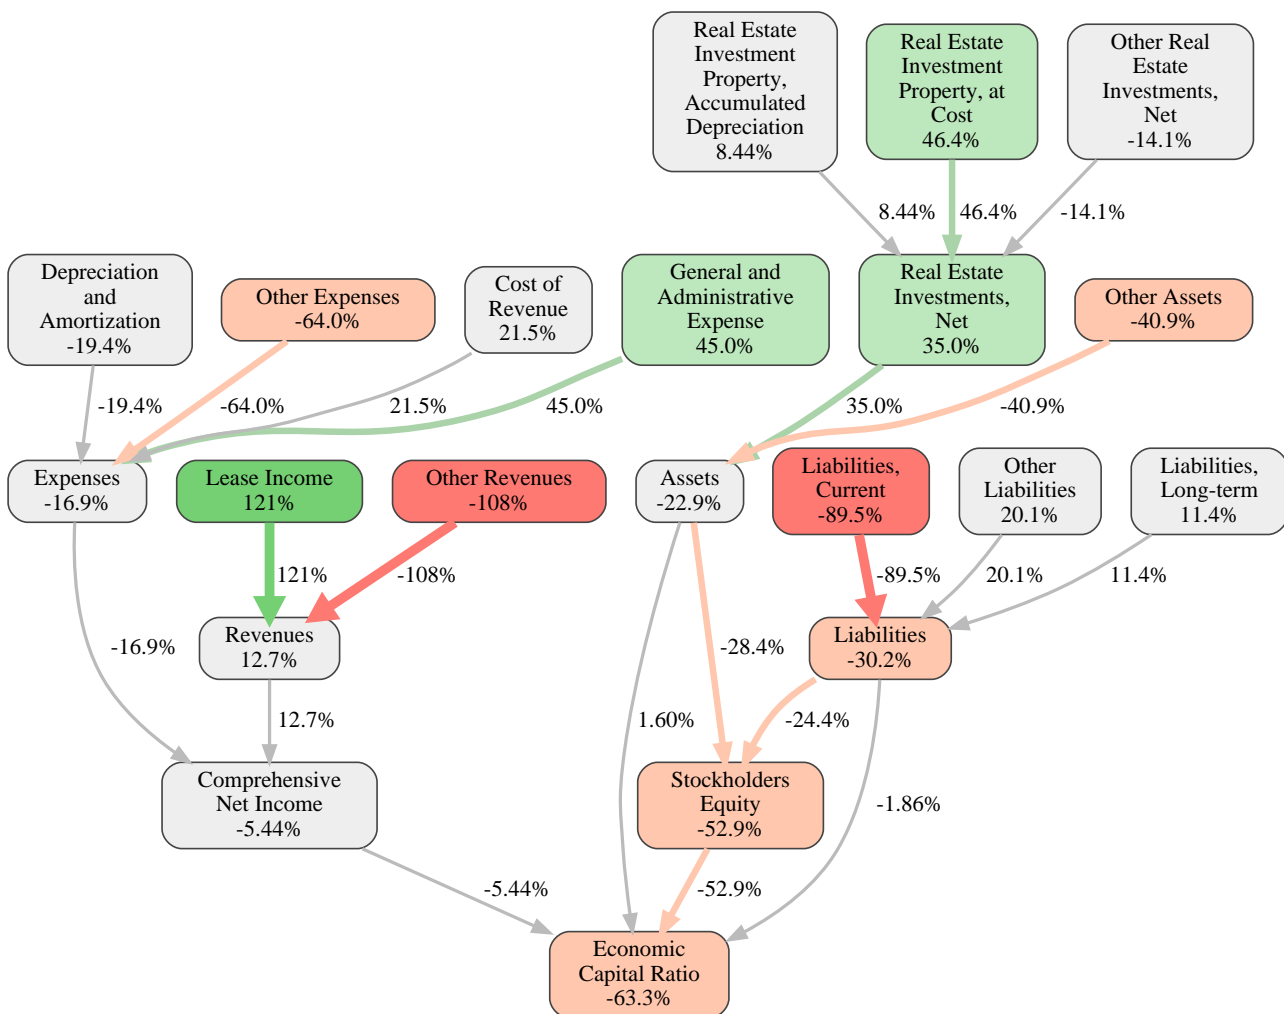 Real Estate
Investment
Property,
Accumulated
Depreciation
8.44%
Real Estate
Investment
Property, at
Cost
46.4%
Other Real
Estate
Investments,
Net
-14.1%
8.44%
46.4%
-14.1%
Depreciation
and
Amortization
-19.4%
Other Expenses
-64.0%
Cost of
Revenue
21.5%
General and
Administrative
Expense
45.0%
Real Estate
Investments,
Net
35.0%
Other Assets
-40.9%
-19.4%
-64.0%
21.5%
45.0%
35.0%
-40.9%
Expenses
-16.9%
Lease Income
121%
Other Revenues
-108%
Assets
-22.9%
Liabilities,
Current
-89.5%
Other
Liabilities
20.1%
Liabilities,
Long-term
11.4%
121%
-108%
-89.5%
20.1%
11.4%
-16.9%
Revenues
12.7%
-28.4%
Liabilities
-30.2%
12.7%
1.60%
-24.4%
Comprehensive
Net Income
-5.44%
Stockholders
Equity
-52.9%
-1.86%
-5.44%
-52.9%
Economic
Capital Ratio
-63.3%